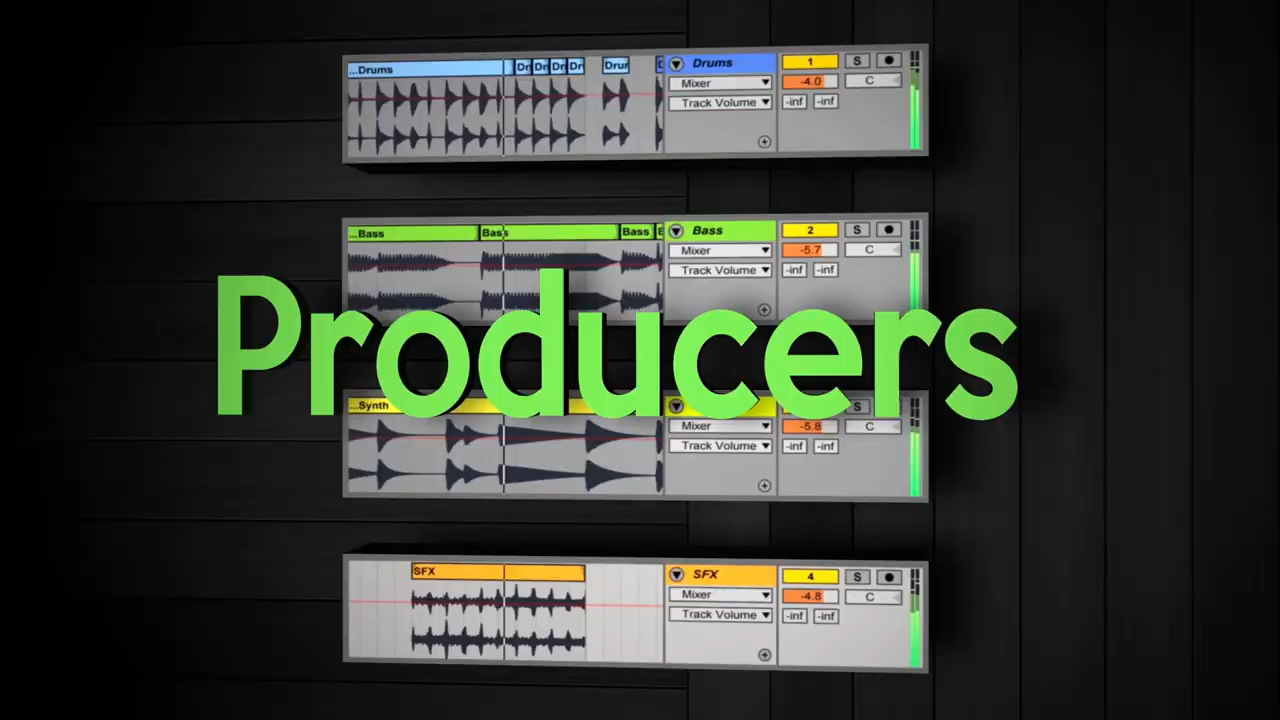 ...Drums Dr Dr Dr Dr Drur D Drums 1 S
Mixer -4.0 C
Track Volume -inf -inf
...Bass Bass Bass E Bass 2 S
Mixer -5.7 C
Track Volume -inf -inf
Producers
...Synth S
Mixer -5.8 C
Track Volume -inf -inf
SFX SFX 4 S
Mixer -4.8 C
Track Volume -inf -inf